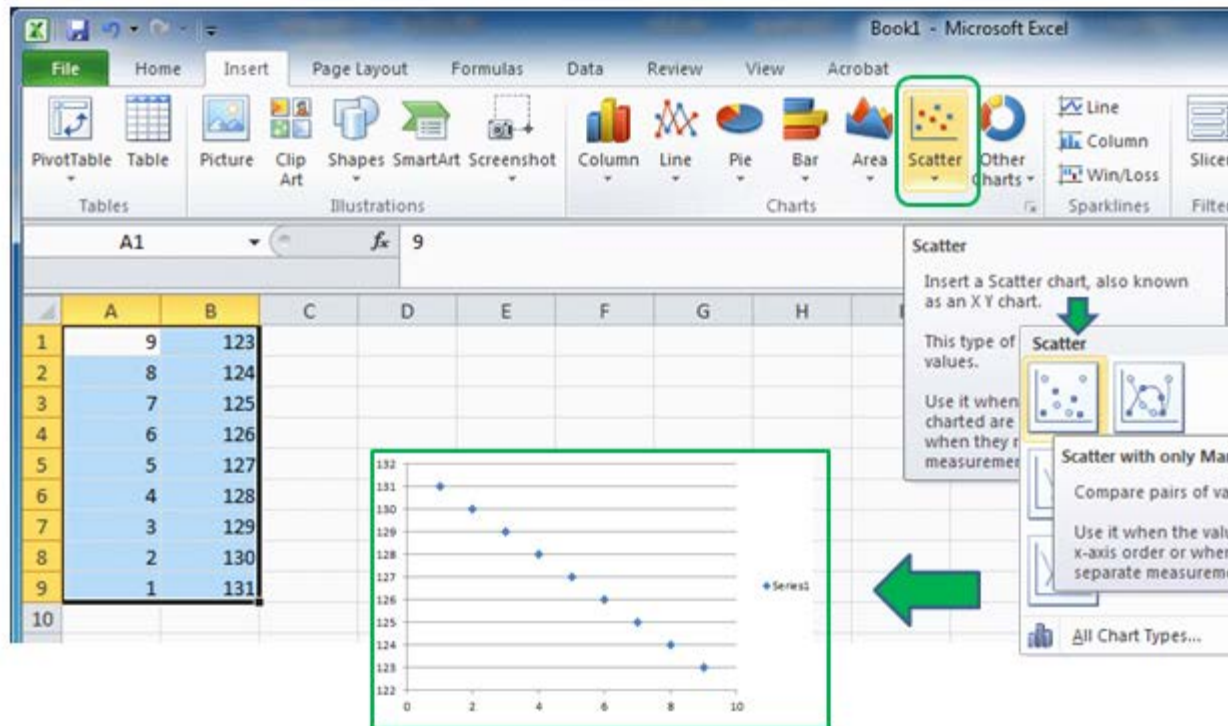 Book1 - Microsoft Excel
File Home Insert Page Layout Formulas Data Review View Acrobat
PivotTable Table Picture Clip Art Shapes SmartArt Screenshot Column Line Pie Bar Area Scatter Other Charts Line Column Win/Loss Slicer
Tables Illustrations Charts Sparklines Filter
A1 fx 9
A B C D E F G H
1 9 123
2 8 124
3 7 125
4 6 126
5 5 127
6 4 128
7 3 129
8 2 130
9 1 131
10
Scatter
Insert a Scatter chart, also known
as an X Y chart.
This type of
values.
Use it when
charted are
when they
Scatter
Scatter with only
Compare pairs of
Use it when the
x-axis order or
separate
All Chart Types...
132
131
130
129
128
127
126
125
124
123
122
0 2 4 6 8 10
Series1